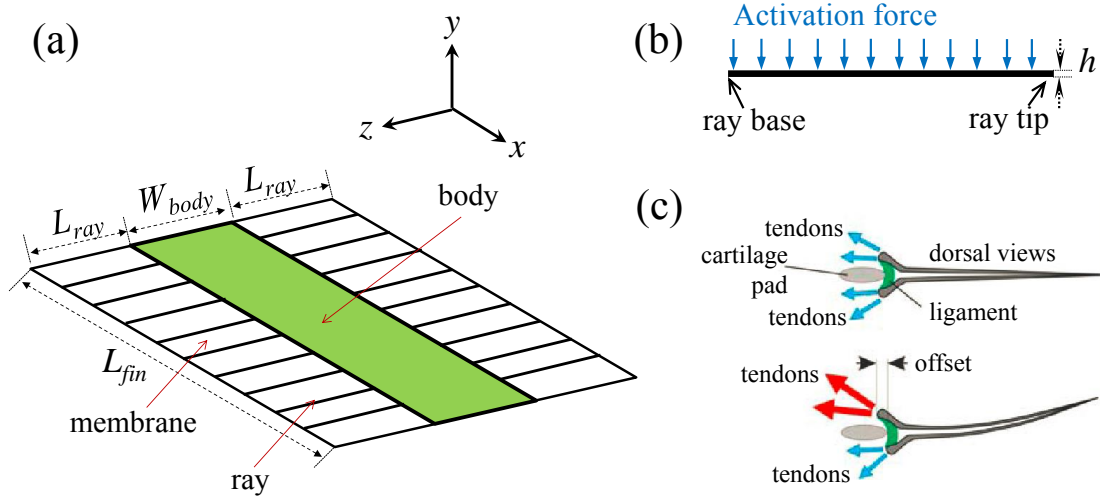 (a)
y
z
x
L_ray
W_body
L_ray
body
L_fin
membrane
ray
(b)
Activation force
h
ray base
ray tip
(c)
tendons
cartilage
pad
dorsal views
tendons
ligament
tendons
offset
tendons